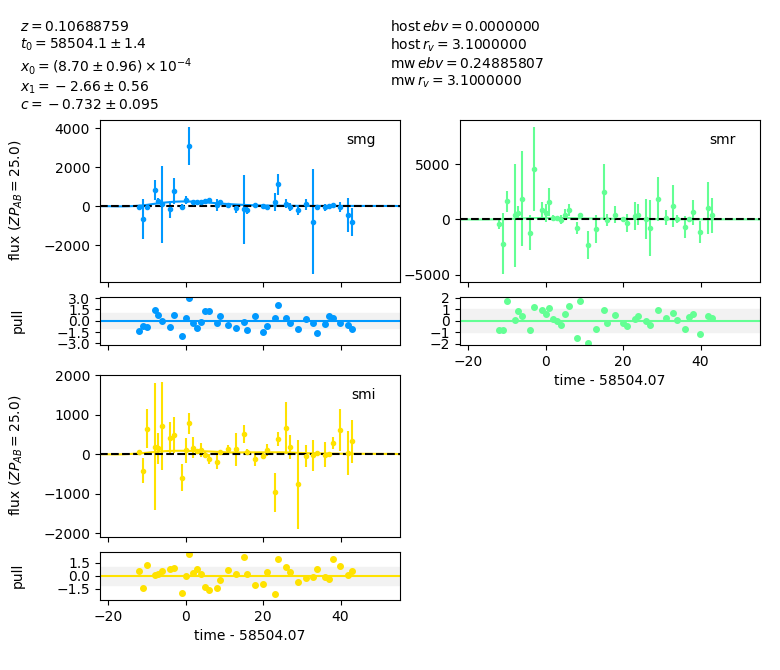 z = 0.10688759
t₀ = 58504.1 ± 1.4
x₀ = (8.70 ± 0.96) × 10⁻⁴
x₁ = −2.66 ± 0.56
c = −0.732 ± 0.095
host ebv = 0.0000000
host r_v = 3.1000000
mw ebv = 0.24885807
mw r_v = 3.1000000
flux (ZP_AB = 25.0)
4000
2000
0
−2000
smg
5000
0
−5000
smr
pull
3.0
1.5
0.0
−1.5
−3.0
2
1
0
−1
−2
−20
0
20
40
time - 58504.07
flux (ZP_AB = 25.0)
2000
1000
0
−1000
−2000
smi
pull
1.5
0.0
−1.5
−20
0
20
40
time - 58504.07